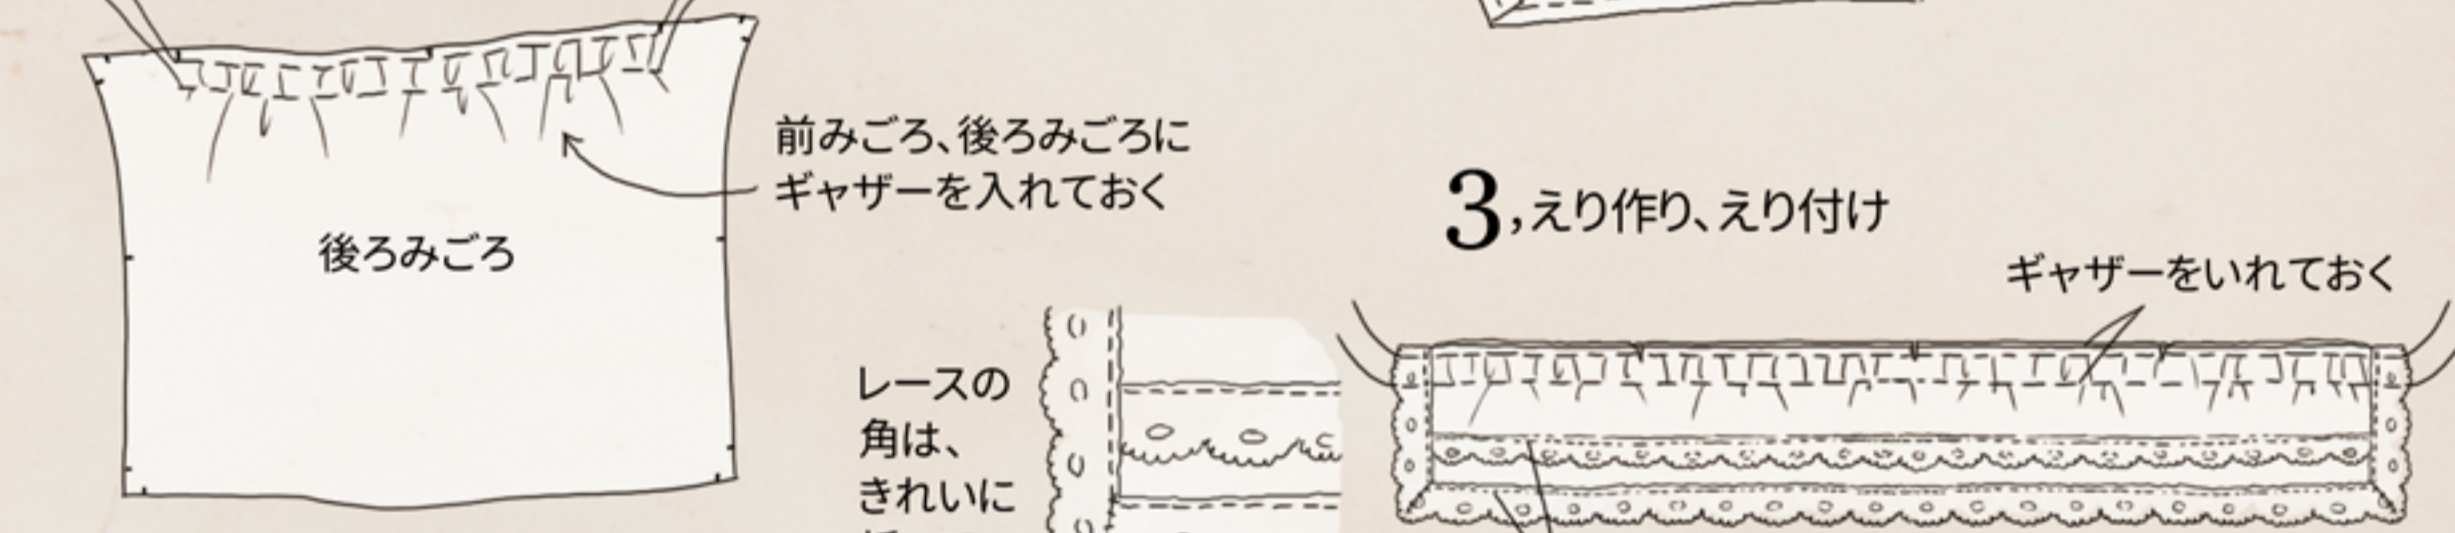 前みごろ、後ろみごろに
ギャザーを入れておく
後ろみごろ
3,えり作り、えり付け
ギャザーをいれておく
レースの
角は、
きれいに